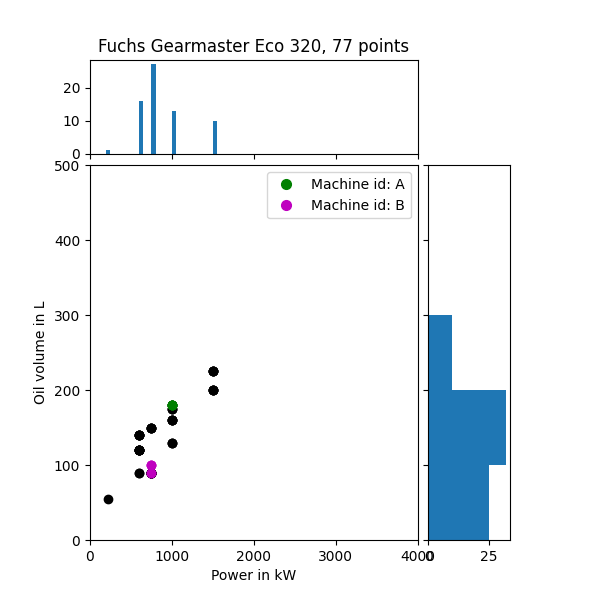 Fuchs Gearmaster Eco 320, 77 points
20
10
0
500
400
300
200
100
0
Oil volume in L
Machine id: A
Machine id: B
0 1000 2000 3000 4000
Power in kW
0 25